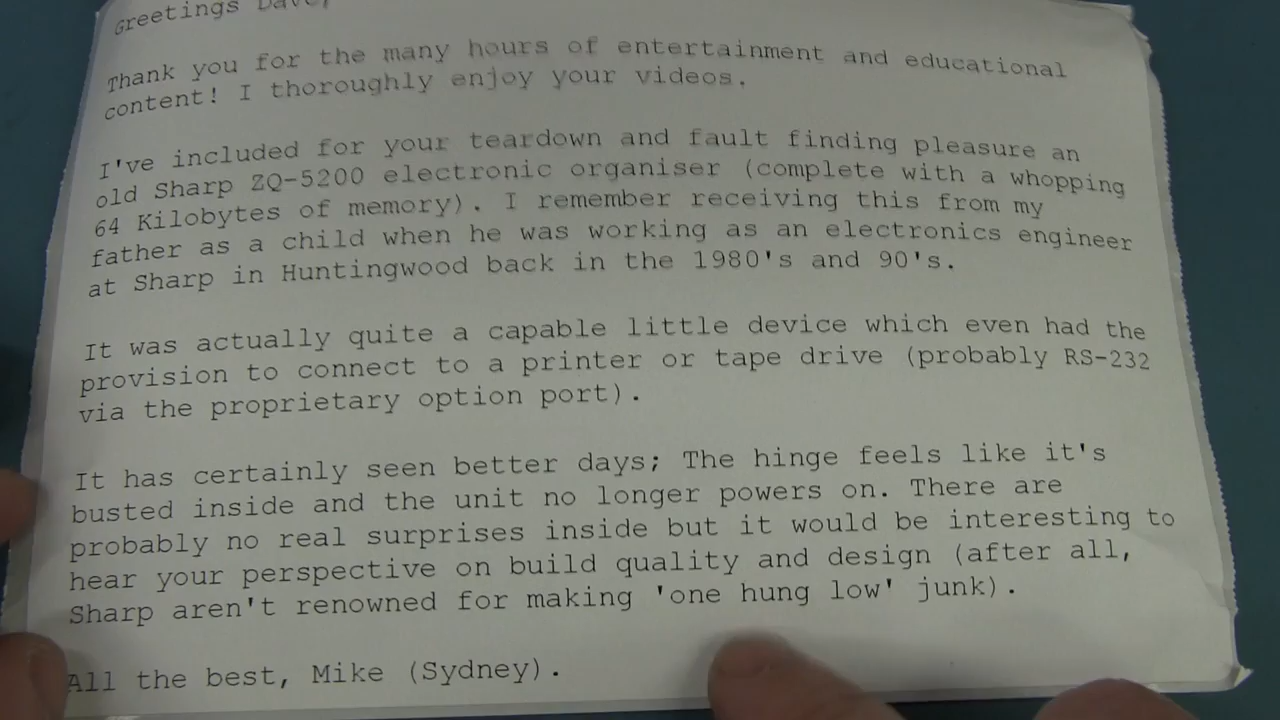 Greetings Dave,
Thank you for the many hours of entertainment and educational
content! I thoroughly enjoy your videos.
I've included for your teardown and fault finding pleasure an
old Sharp ZQ-5200 electronic organiser (complete with a whopping
64 Kilobytes of memory). I remember receiving this from my
father as a child when he was working as an electronics engineer
at Sharp in Huntingwood back in the 1980's and 90's.
It was actually quite a capable little device which even had the
provision to connect to a printer or tape drive (probably RS-232
via the proprietary option port).
It has certainly seen better days; The hinge feels like it's
busted inside and the unit no longer powers on. There are
probably no real surprises inside but it would be interesting to
hear your perspective on build quality and design (after all,
Sharp aren't renowned for making 'one hung low' junk).
All the best, Mike (Sydney).